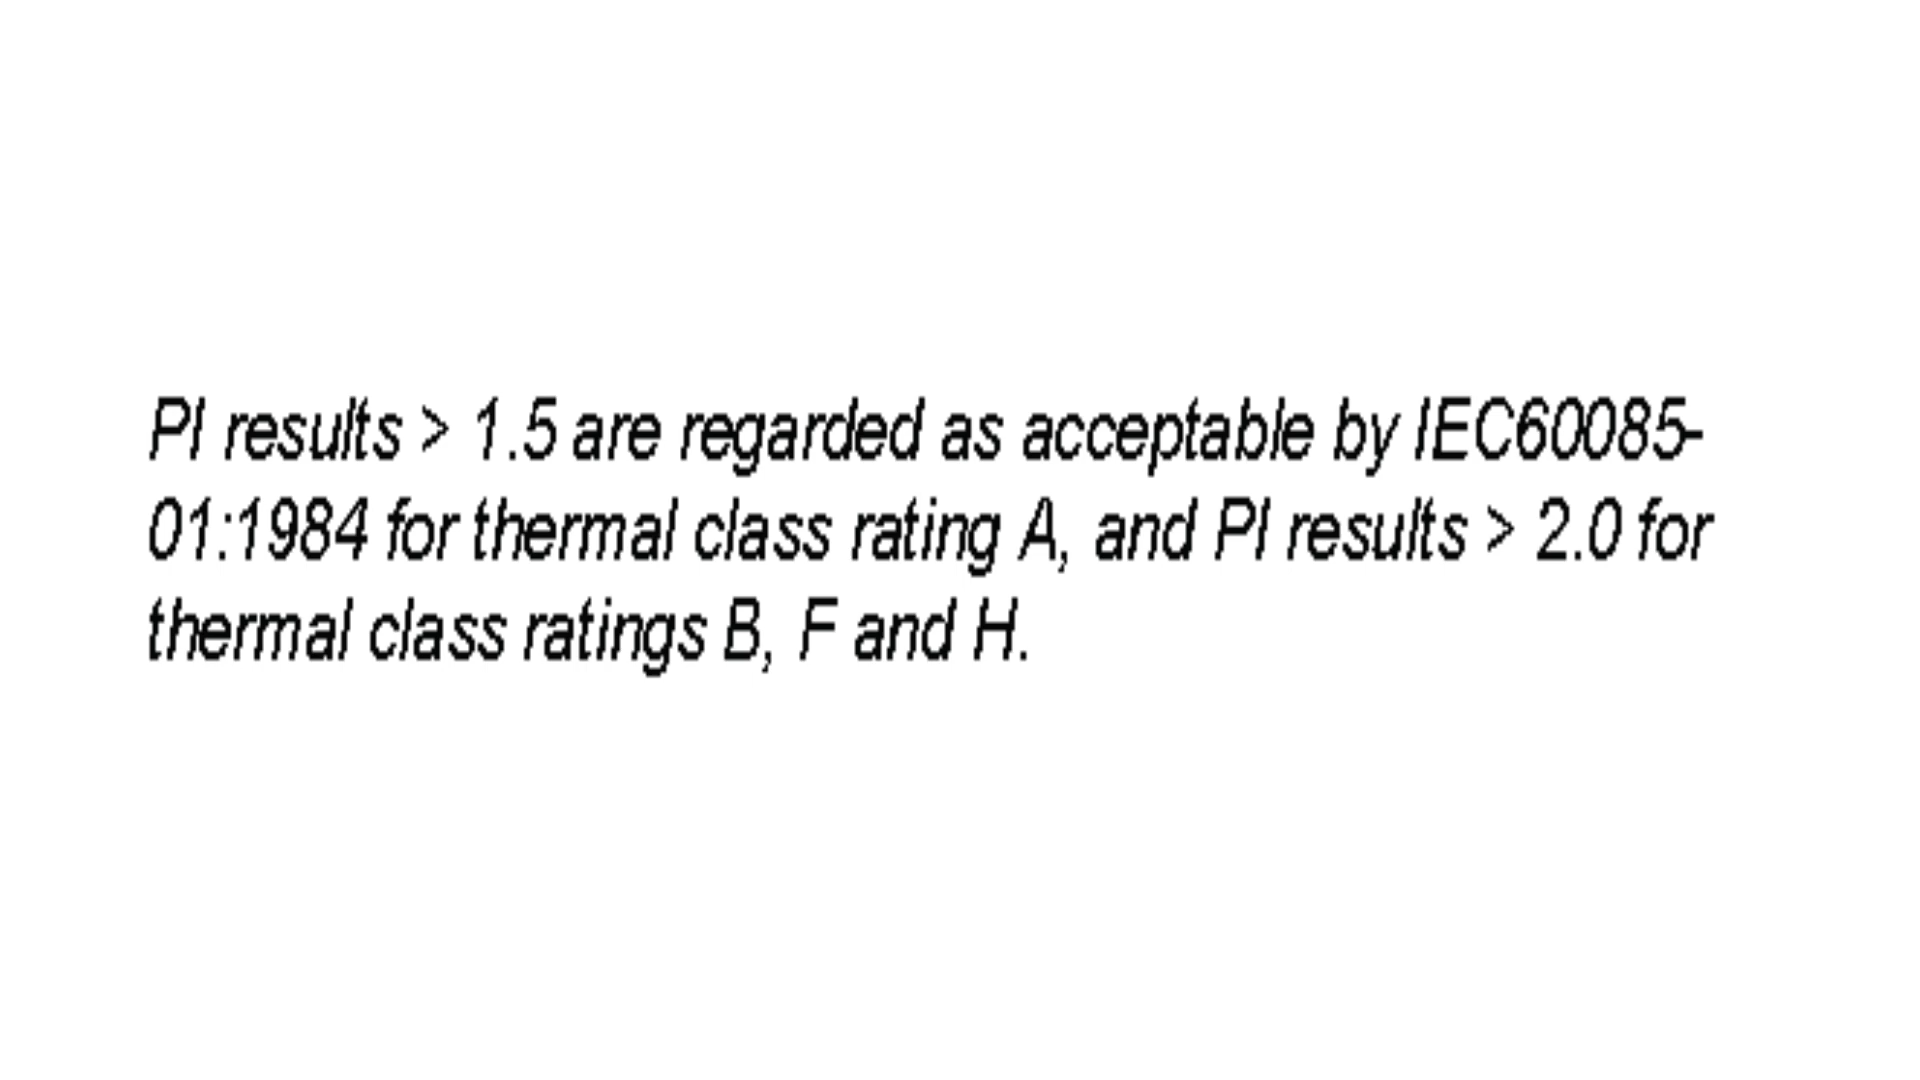 PI results > 1.5 are regarded as acceptable by IEC60085-
01:1984 for thermal class rating A, and PI results > 2.0 for
thermal class ratings B, F and H.